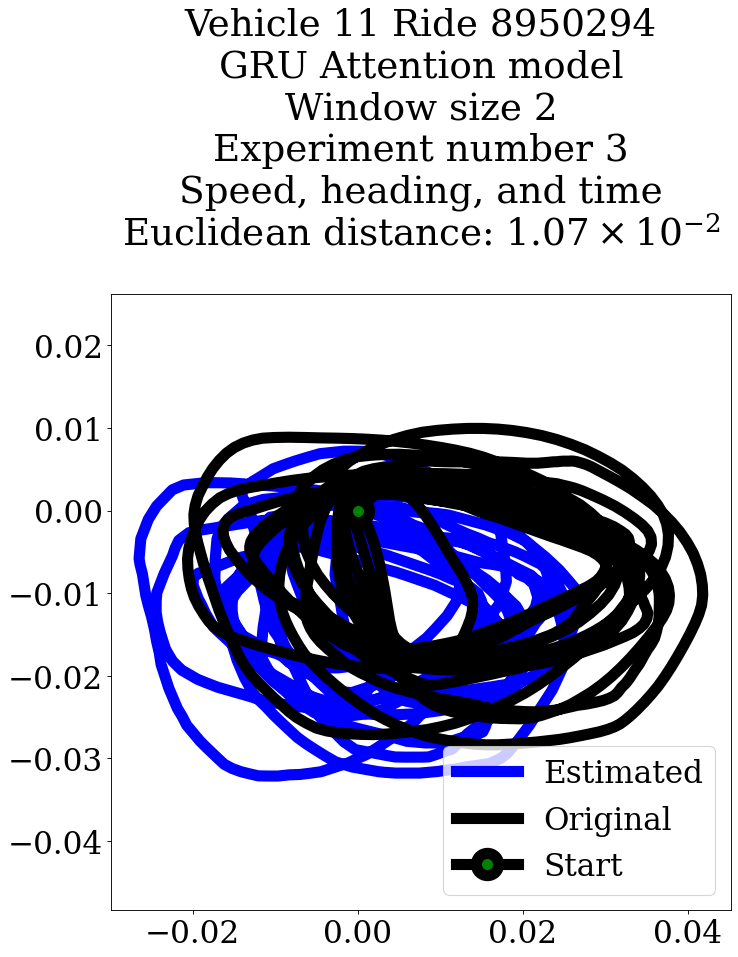 Vehicle 11 Ride 8950294
GRU Attention model
Window size 2
Experiment number 3
Speed, heading, and time
Euclidean distance: 1.07 × 10⁻²
0.02
0.01
0.00
−0.01
−0.02
−0.03
−0.04
Estimated
Original
Start
−0.02 0.00 0.02 0.04